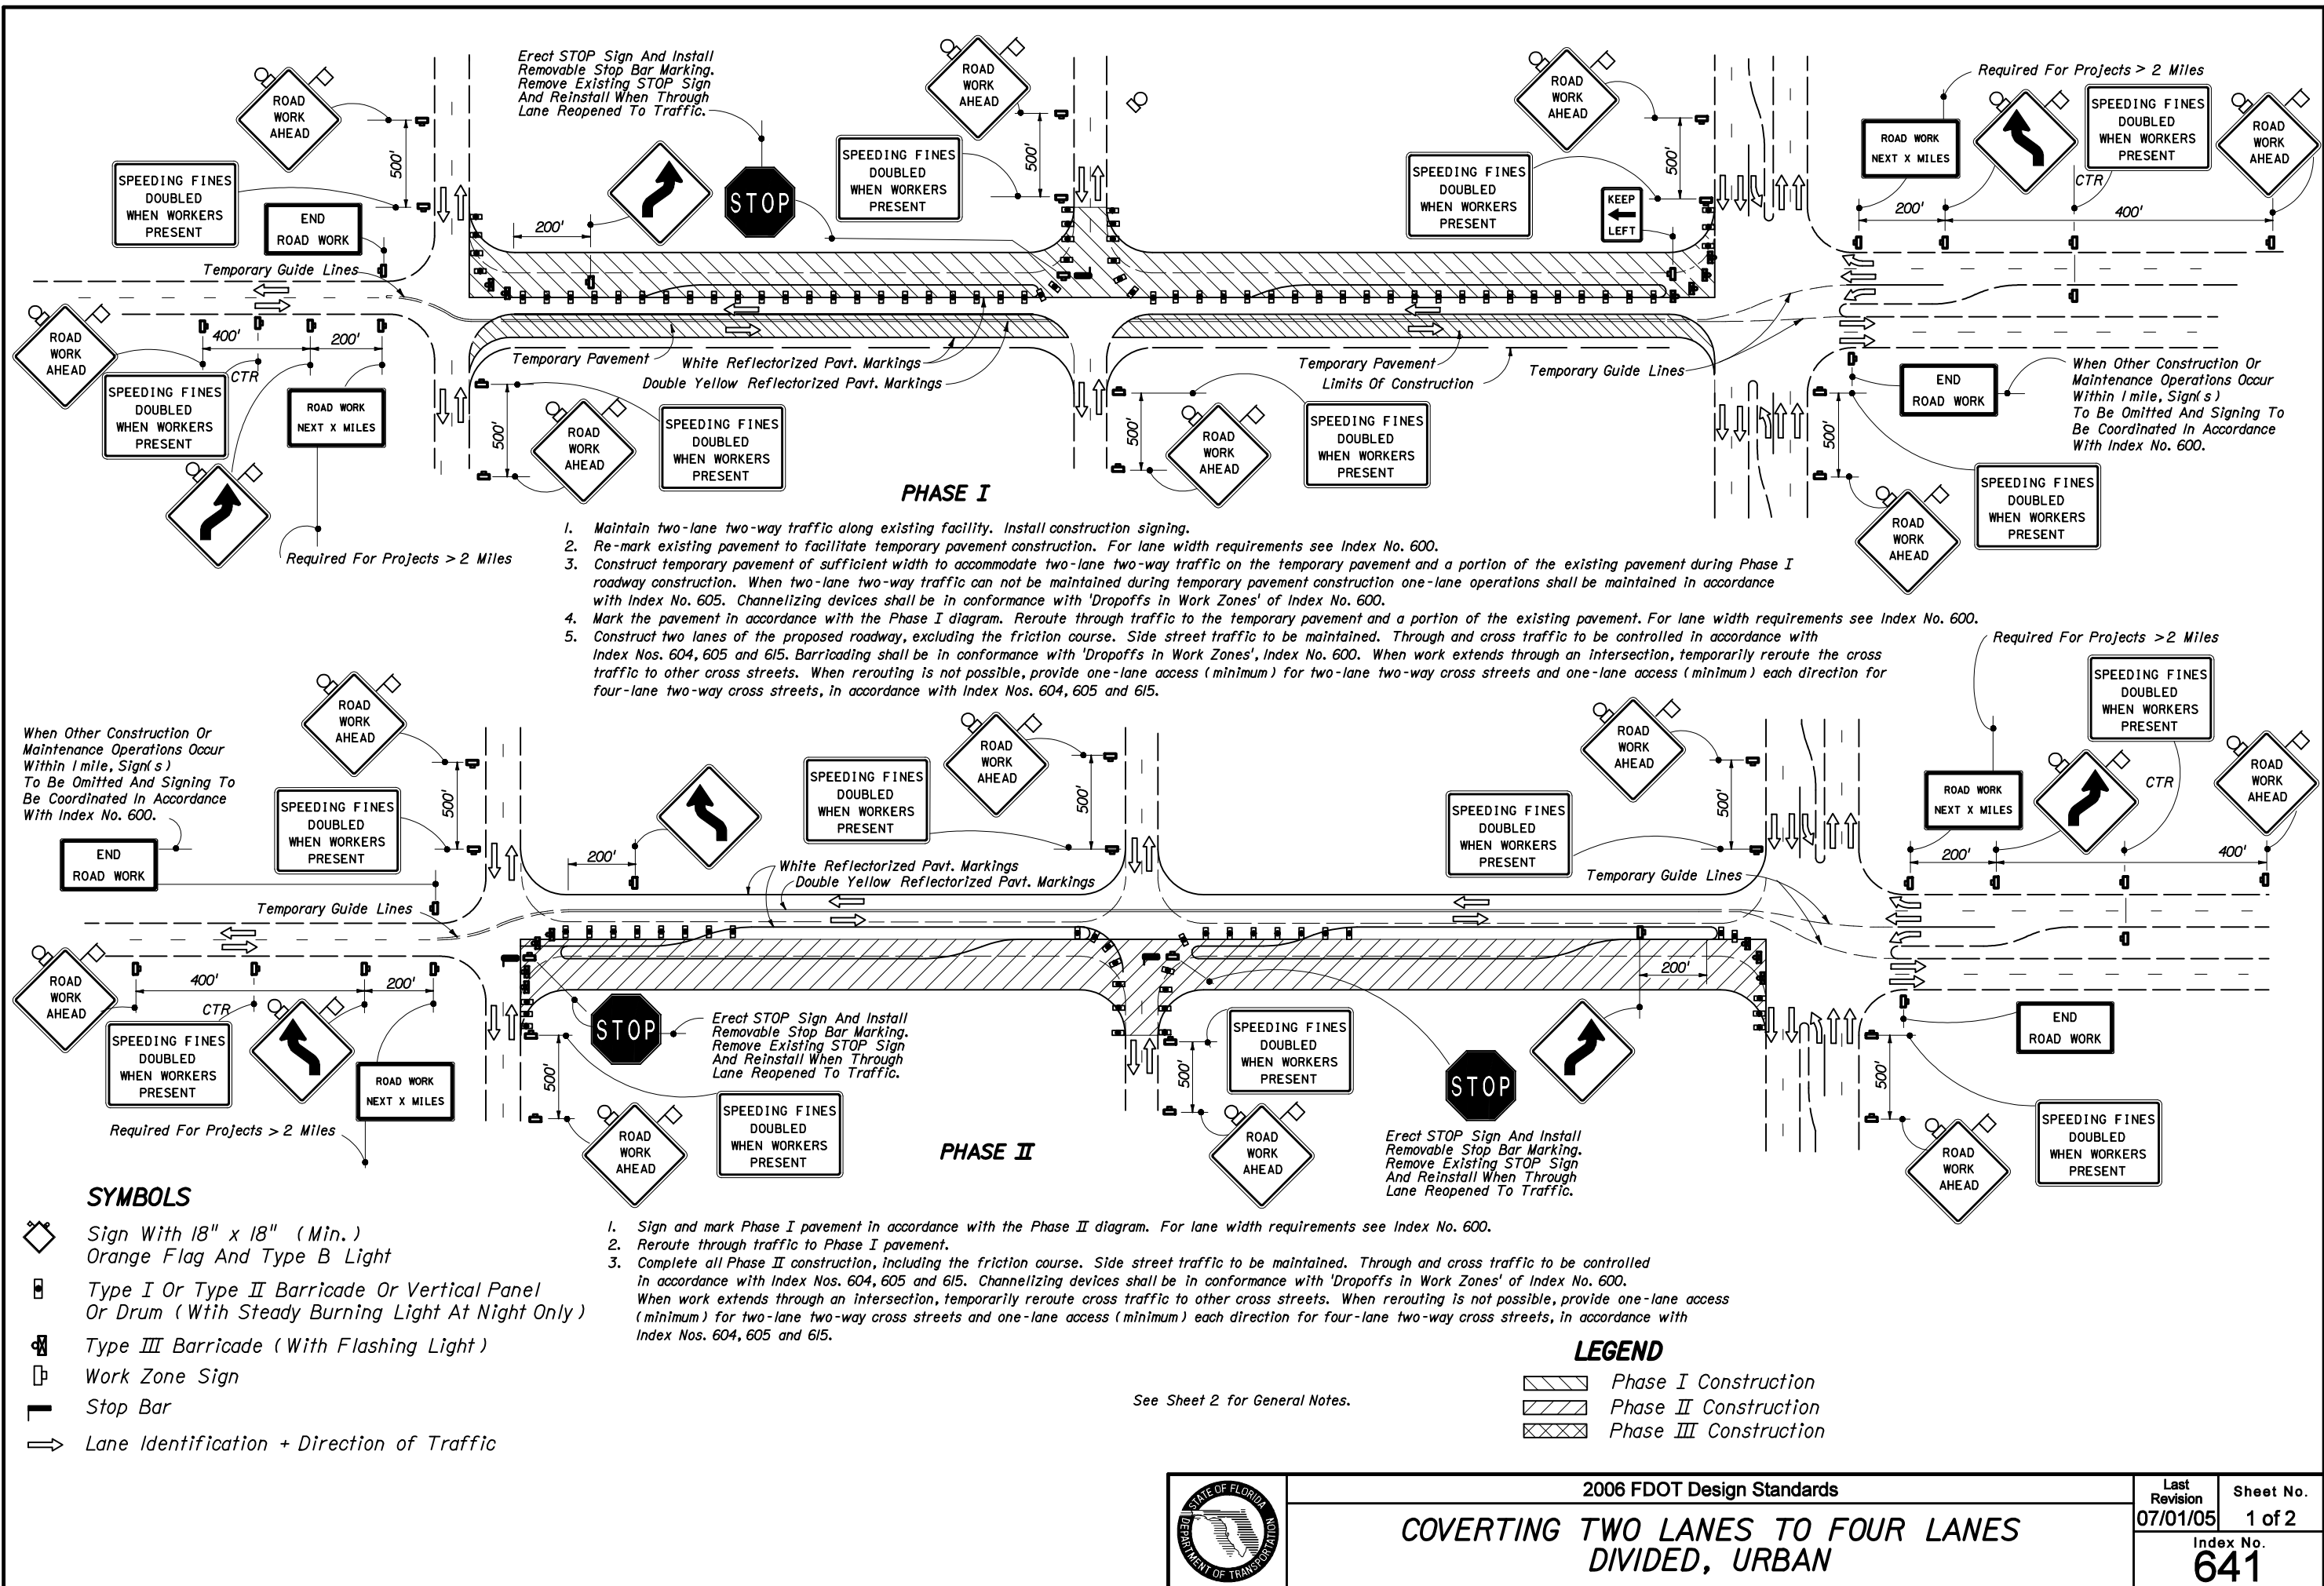 Erect STOP Sign And Install
Removable Stop Bar Marking.
Remove Existing STOP Sign
And Reinstall When Through
Lane Reopened To Traffic.
ROAD
WORK
AHEAD
500'
SPEEDING FINES
DOUBLED
WHEN WORKERS
PRESENT
END
ROAD WORK
Temporary Guide Lines
200'
STOP
SPEEDING FINES
DOUBLED
WHEN WORKERS
PRESENT
ROAD
WORK
AHEAD
500'
ROAD
WORK
AHEAD
500'
SPEEDING FINES
DOUBLED
WHEN WORKERS
PRESENT
KEEP
LEFT
Required For Projects > 2 Miles
ROAD WORK
NEXT X MILES
SPEEDING FINES
DOUBLED
WHEN WORKERS
PRESENT
CTR
ROAD
WORK
AHEAD
200'
400'
ROAD
WORK
AHEAD
400'
200'
CTR
SPEEDING FINES
DOUBLED
WHEN WORKERS
PRESENT
ROAD WORK
NEXT X MILES
Required For Projects > 2 Miles
Temporary Pavement
White Reflectorized Pavt. Markings
Double Yellow Reflectorized Pavt. Markings
500'
ROAD
WORK
AHEAD
SPEEDING FINES
DOUBLED
WHEN WORKERS
PRESENT
500'
ROAD
WORK
AHEAD
SPEEDING FINES
DOUBLED
WHEN WORKERS
PRESENT
Temporary Pavement
Limits Of Construction
Temporary Guide Lines
END
ROAD WORK
When Other Construction Or
Maintenance Operations Occur
Within 1 mile, Sign(s)
To Be Omitted And Signing To
Be Coordinated In Accordance
With Index No. 600.
500'
SPEEDING FINES
DOUBLED
WHEN WORKERS
PRESENT
ROAD
WORK
AHEAD
PHASE I
1. Maintain two-lane two-way traffic along existing facility. Install construction signing.
2. Re-mark existing pavement to facilitate temporary pavement construction. For lane width requirements see Index No. 600.
3. Construct temporary pavement of sufficient width to accommodate two-lane two-way traffic on the temporary pavement and a portion of the existing pavement during Phase I
roadway construction. When two-lane two-way traffic can not be maintained during temporary pavement construction one-lane operations shall be maintained in accordance
with Index No. 605. Channelizing devices shall be in conformance with 'Dropoffs in Work Zones' of Index No. 600.
4. Mark the pavement in accordance with the Phase I diagram. Reroute through traffic to the temporary pavement and a portion of the existing pavement. For lane width requirements see Index No. 600.
5. Construct two lanes of the proposed roadway, excluding the friction course. Side street traffic to be maintained. Through and cross traffic to be controlled in accordance with
Index Nos. 604, 605 and 615. Barricading shall be in conformance with 'Dropoffs in Work Zones', Index No. 600. When work extends through an intersection, temporarily reroute the cross
traffic to other cross streets. When rerouting is not possible, provide one-lane access (minimum) for two-lane two-way cross streets and one-lane access (minimum) each direction for
four-lane two-way cross streets, in accordance with Index Nos. 604, 605 and 615.
When Other Construction Or
Maintenance Operations Occur
Within 1 mile, Sign(s)
To Be Omitted And Signing To
Be Coordinated In Accordance
With Index No. 600.
END
ROAD WORK
ROAD
WORK
AHEAD
500'
SPEEDING FINES
DOUBLED
WHEN WORKERS
PRESENT
Temporary Guide Lines
200'
White Reflectorized Pavt. Markings
Double Yellow Reflectorized Pavt. Markings
SPEEDING FINES
DOUBLED
WHEN WORKERS
PRESENT
ROAD
WORK
AHEAD
500'
ROAD
WORK
AHEAD
500'
SPEEDING FINES
DOUBLED
WHEN WORKERS
PRESENT
Temporary Guide Lines
Required For Projects > 2 Miles
SPEEDING FINES
DOUBLED
WHEN WORKERS
PRESENT
ROAD WORK
NEXT X MILES
CTR
ROAD
WORK
AHEAD
200'
400'
ROAD
WORK
AHEAD
400'
200'
CTR
SPEEDING FINES
DOUBLED
WHEN WORKERS
PRESENT
ROAD WORK
NEXT X MILES
Required For Projects > 2 Miles
STOP
Erect STOP Sign And Install
Removable Stop Bar Marking.
Remove Existing STOP Sign
And Reinstall When Through
Lane Reopened To Traffic.
500'
ROAD
WORK
AHEAD
SPEEDING FINES
DOUBLED
WHEN WORKERS
PRESENT
500'
SPEEDING FINES
DOUBLED
WHEN WORKERS
PRESENT
ROAD
WORK
AHEAD
STOP
Erect STOP Sign And Install
Removable Stop Bar Marking.
Remove Existing STOP Sign
And Reinstall When Through
Lane Reopened To Traffic.
200'
END
ROAD WORK
500'
SPEEDING FINES
DOUBLED
WHEN WORKERS
PRESENT
ROAD
WORK
AHEAD
PHASE II
1. Sign and mark Phase I pavement in accordance with the Phase II diagram. For lane width requirements see Index No. 600.
2. Reroute through traffic to Phase I pavement.
3. Complete all Phase II construction, including the friction course. Side street traffic to be maintained. Through and cross traffic to be controlled
in accordance with Index Nos. 604, 605 and 615. Channelizing devices shall be in conformance with 'Dropoffs in Work Zones' of Index No. 600.
When work extends through an intersection, temporarily reroute cross traffic to other cross streets. When rerouting is not possible, provide one-lane access
(minimum) for two-lane two-way cross streets and one-lane access (minimum) each direction for four-lane two-way cross streets, in accordance with
Index Nos. 604, 605 and 615.
SYMBOLS
Sign With 18" x 18" (Min.)
Orange Flag And Type B Light
Type I Or Type II Barricade Or Vertical Panel
Or Drum (Wtih Steady Burning Light At Night Only)
Type III Barricade (With Flashing Light)
Work Zone Sign
Stop Bar
Lane Identification + Direction of Traffic
See Sheet 2 for General Notes.
LEGEND
Phase I Construction
Phase II Construction
Phase III Construction
STATE OF FLORIDA
DEPARTMENT OF TRANSPORTATION
2006 FDOT Design Standards
COVERTING TWO LANES TO FOUR LANES
DIVIDED, URBAN
Last
Revision
07/01/05
Sheet No.
1 of 2
Index No.
641